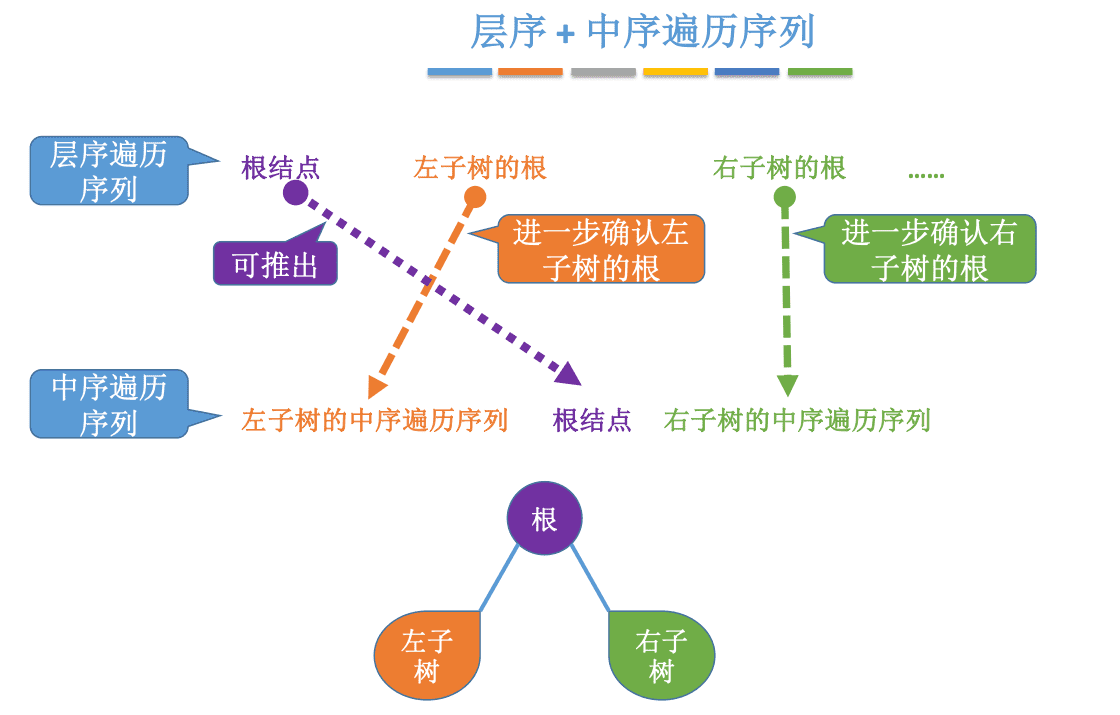 层序 + 中序遍历序列
层序遍历
序列
根结点
左子树的根
右子树的根
......
可推出
进一步确认左
子树的根
进一步确认右
子树的根
中序遍历
序列
左子树的中序遍历序列
根结点
右子树的中序遍历序列
根
左子
树
右子
树